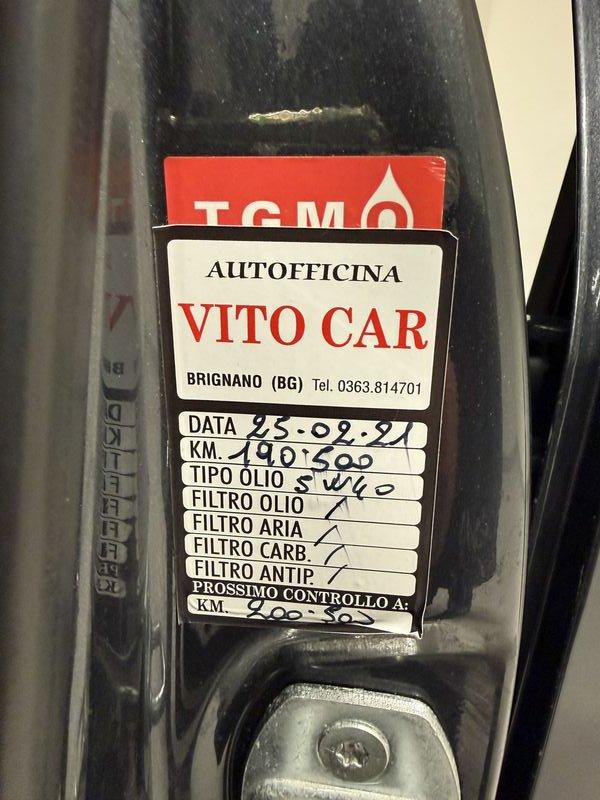 TGMO
AUTOFFICINA
VITO CAR
BRIGNANO (BG) Tel. 0363.814701
DATA 25.02.21
KM. 190.500
TIPO OLIO 5W40
FILTRO OLIO /
FILTRO ARIA /
FILTRO CARB. /
FILTRO ANTIP. /
PROSSIMO CONTROLLO A:
KM. 200.500